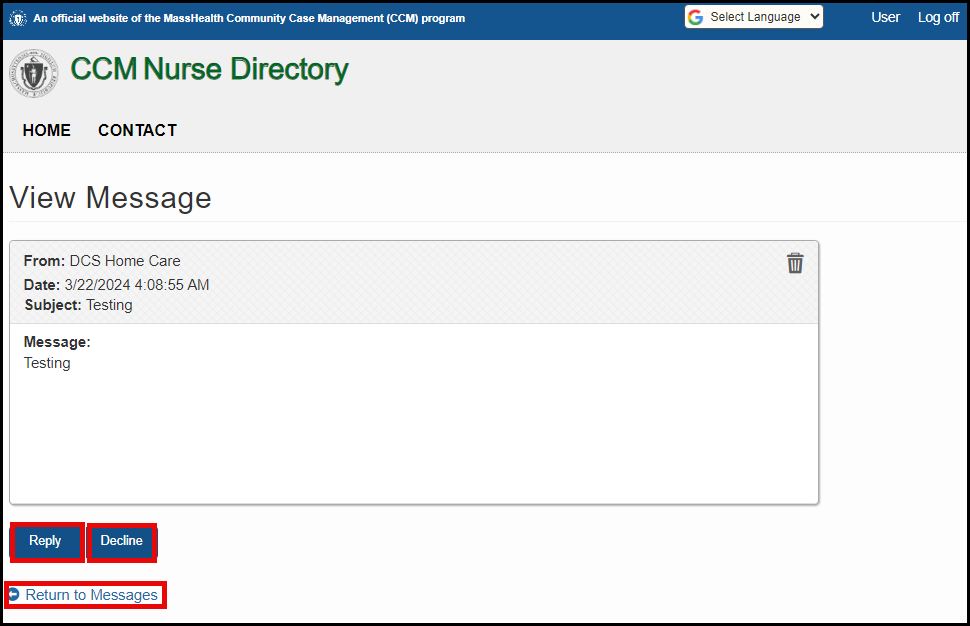 An official website of the MassHealth Community Case Management (CCM) program
Select Language
User
Log off
CCM Nurse Directory
HOME
CONTACT
View Message
From: DCS Home Care
Date: 3/22/2024 4:08:55 AM
Subject: Testing
Message:
Testing
Reply
Decline
Return to Messages